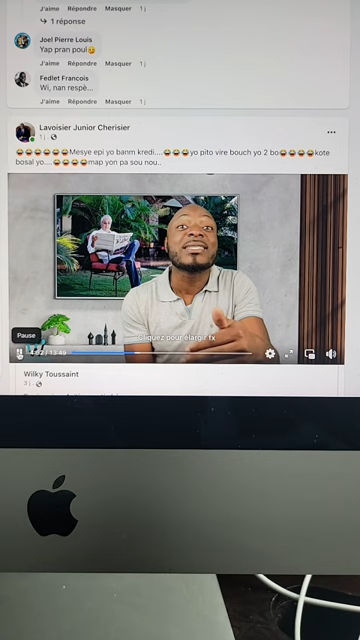 J'aime Répondre Masquer 1 j
1 réponse
Joel Pierre Louis
Yap pran poul😂
J'aime Répondre Masquer 1 j
Fedlet Francois
Wi, nan respè...
J'aime Répondre Masquer 1 j
Lavoisier Junior Cherisier
1 j ·
😂😂😂😂😂😂Mesye epi yo banm kredi....😂😂😂yo pito vire bouch yo 2 bo😂😂😂😂kote
bosal yo....😂😂😂😂map yon pa sou nou..
Pause
Cliquez pour élargir fx
/ 13:49
Wilky Toussaint
3 j ·